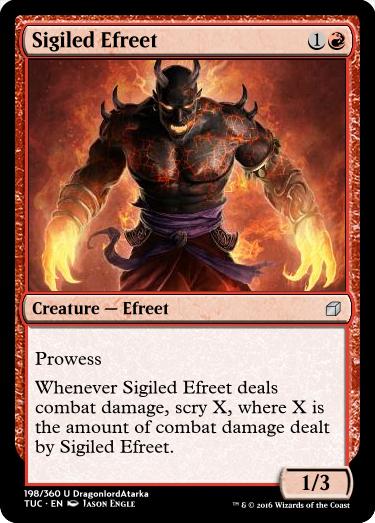 Sigiled Efreet 1
Creature — Efreet
Prowess
Whenever Sigiled Efreet deals
combat damage, scry X, where X is
the amount of combat damage dealt
by Sigiled Efreet.
1/3
198/360 U DragonlordAtarka
TUC • EN Jason Engle
™ & © 2016 Wizards of the Coast